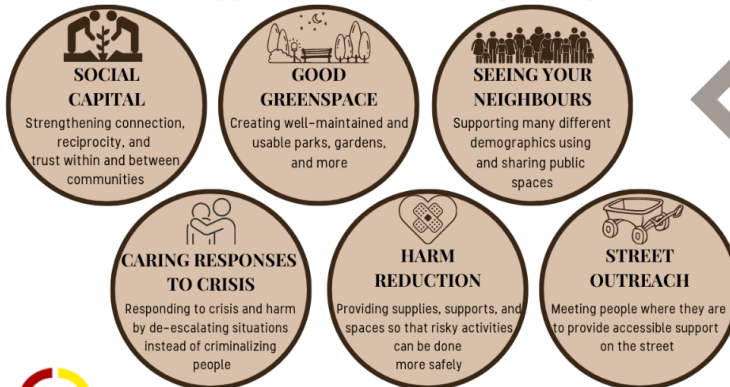 SOCIAL
CAPITAL
Strengthening connection,
reciprocity, and
trust within and between
communities
GOOD
GREENSPACE
Creating well-maintained and
usable parks, gardens,
and more
SEEING YOUR
NEIGHBOURS
Supporting many different
demographics using
and sharing public
spaces
CARING RESPONSES
TO CRISIS
Responding to crisis and harm
by de-escalating situations
instead of criminalizing
people
HARM
REDUCTION
Providing supplies, supports, and
spaces so that risky activities
can be done
more safely
STREET
OUTREACH
Meeting people where they are
to provide accessible support
on the street